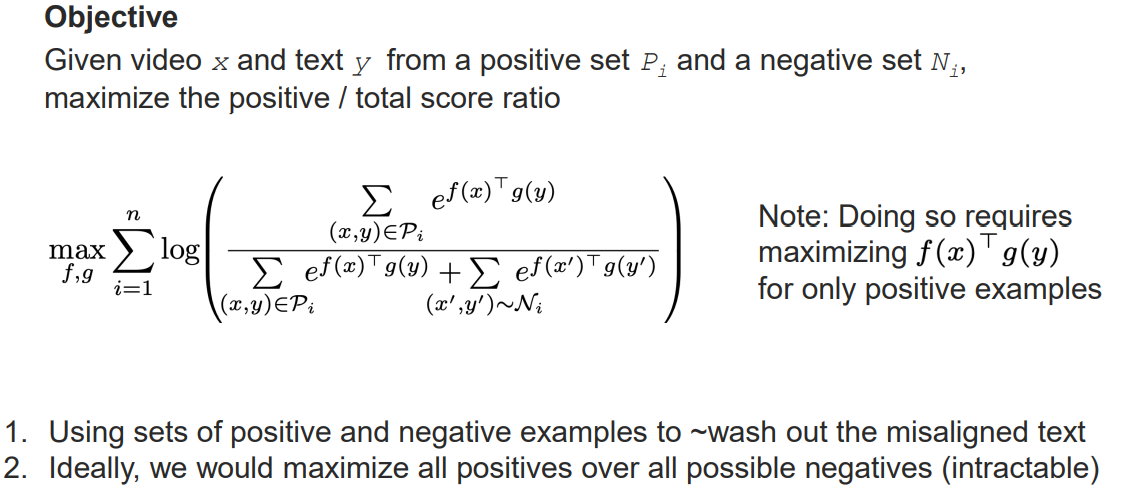 Objective
Given video x and text y from a positive set P_i and a negative set N_i,
maximize the positive / total score ratio
\max_{f,g} \sum_{i=1}^{n} \log \left( \frac{\sum_{(x,y)\in\mathcal{P}_i} e^{f(x)^\top g(y)}}{\sum_{(x,y)\in\mathcal{P}_i} e^{f(x)^\top g(y)} + \sum_{(x',y')\sim\mathcal{N}_i} e^{f(x')^\top g(y')}} \right)
Note: Doing so requires
maximizing f(x)^⊤ g(y)
for only positive examples
1. Using sets of positive and negative examples to ~wash out the misaligned text
2. Ideally, we would maximize all positives over all possible negatives (intractable)